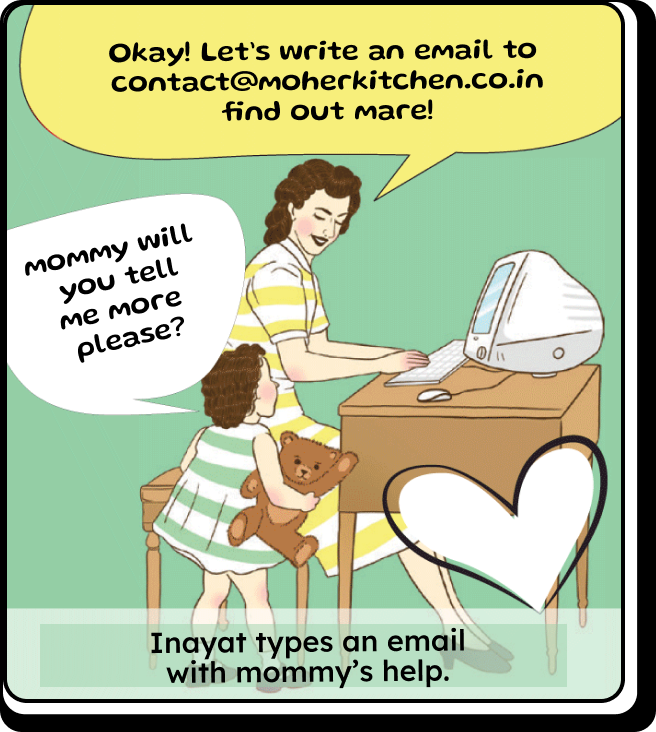 Okay! Let's write an email to
contact@moherkitchen.co.in
find out mare!
mommy will
you tell
me more
please?
Inayat types an email
with mommy's help.